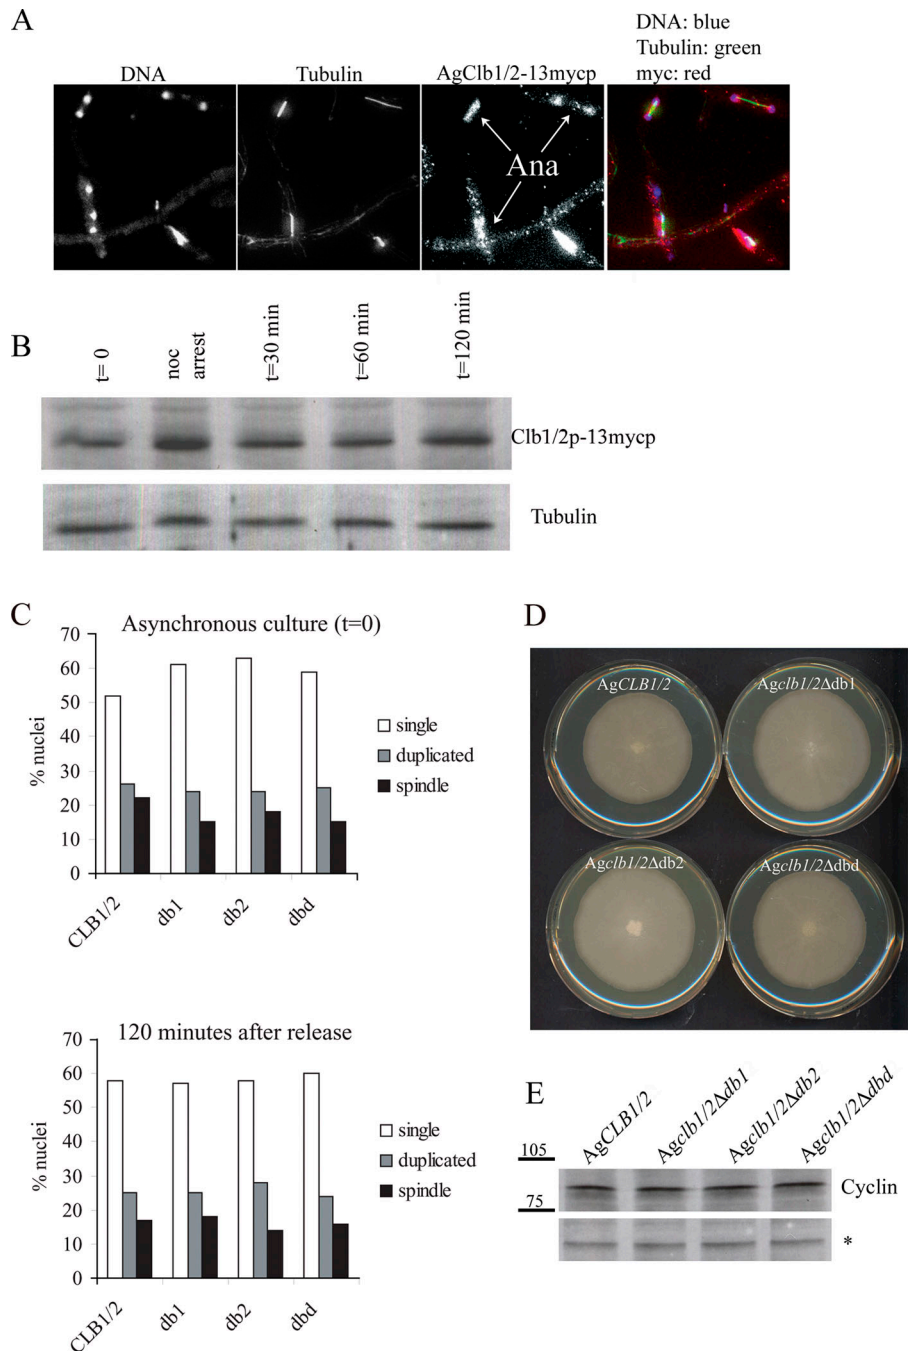 A
DNA: blue
Tubulin: green
myc: red
DNA
Tubulin
AgClb1/2-13mycp
Ana
B
t= 0
noc
arrest
t=30 min
t=60 min
t=120 min
Clb1/2p-13mycp
Tubulin
C
Asynchronous culture (t=0)
% nuclei
70
60
50
40
30
20
10
0
single
duplicated
spindle
CLB1/2
db1
db2
dbd
120 minutes after release
% nuclei
70
60
50
40
30
20
10
0
single
duplicated
spindle
CLB1/2
db1
db2
dbd
D
AgCLB1/2
Agclb1/2Δdb1
Agclb1/2Δdb2
Agclb1/2Δdbd
E
AgCLB1/2
Agclb1/2Δdb1
Agclb1/2Δdb2
Agclb1/2Δdbd
105
75
Cyclin
*